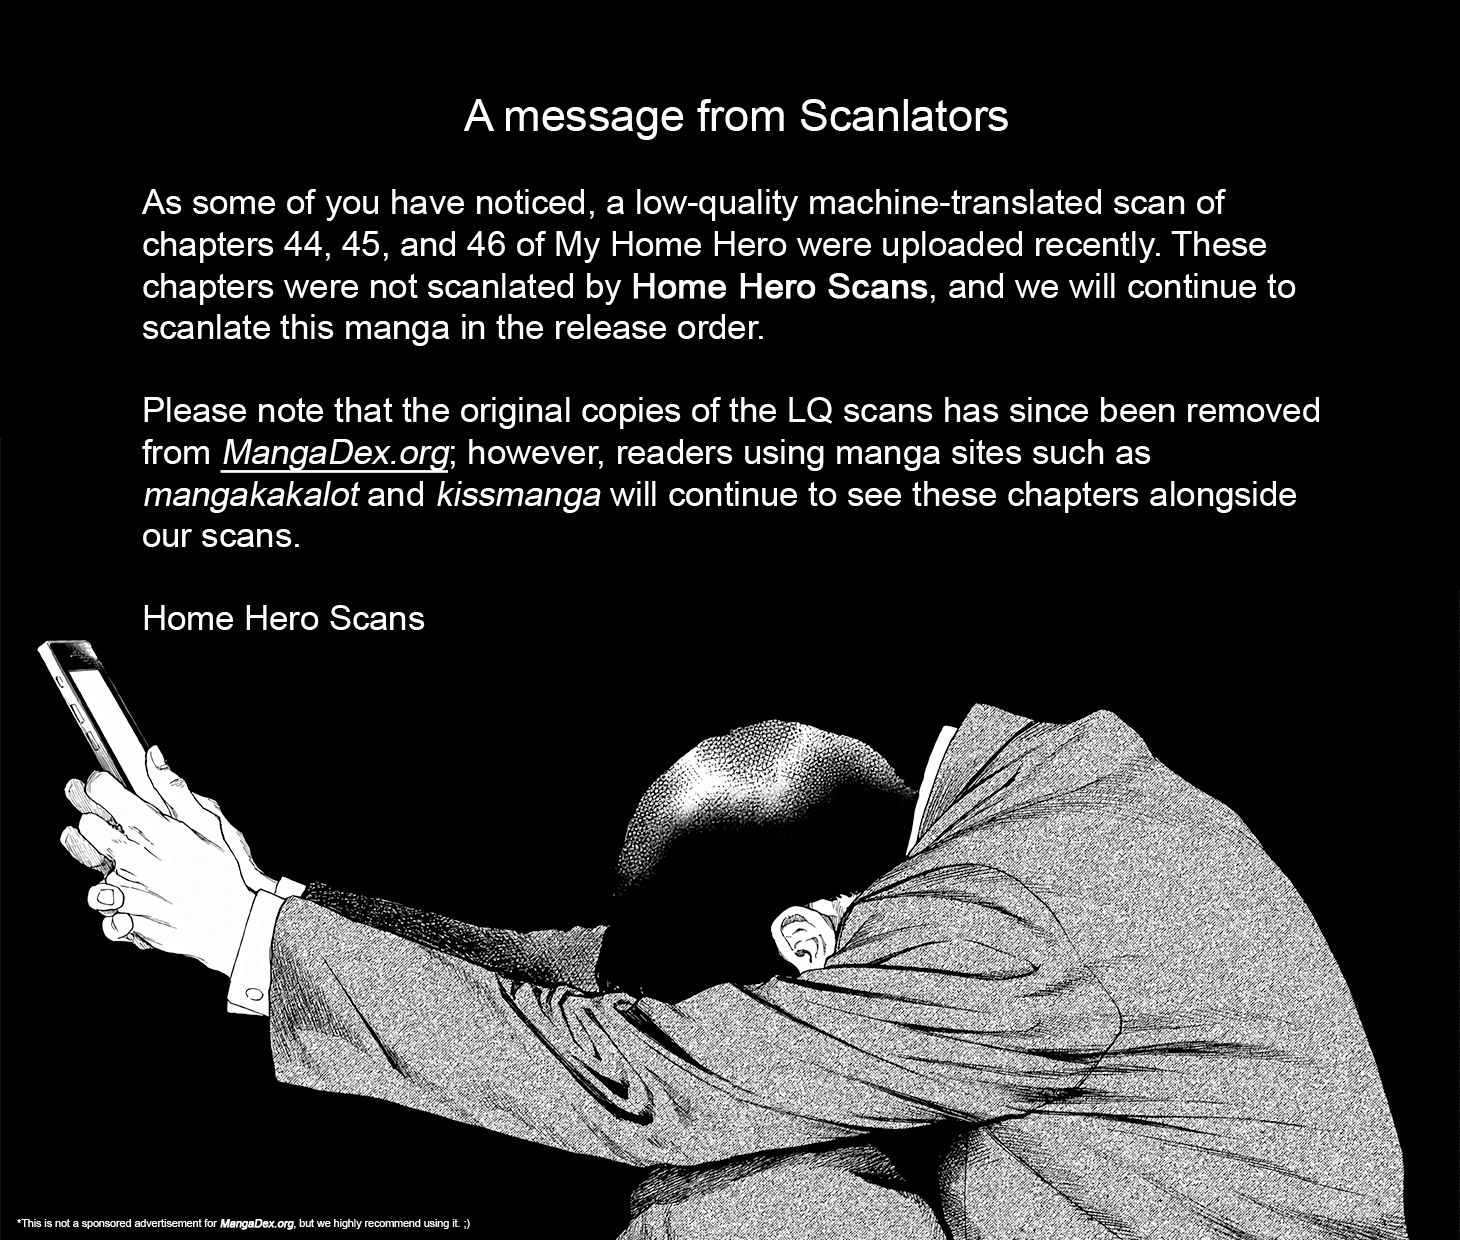 A message from Scanlators
As some of you have noticed, a low-quality machine-translated scan of
chapters 44, 45, and 46 of My Home Hero were uploaded recently. These
chapters were not scanlated by Home Hero Scans, and we will continue to
scanlate this manga in the release order.
Please note that the original copies of the LQ scans has since been removed
from MangaDex.org; however, readers using manga sites such as
mangakakalot and kissmanga will continue to see these chapters alongside
our scans.
Home Hero Scans
*This is not a sponsored advertisement for MangaDex.org, but we highly recommend using it. ;)